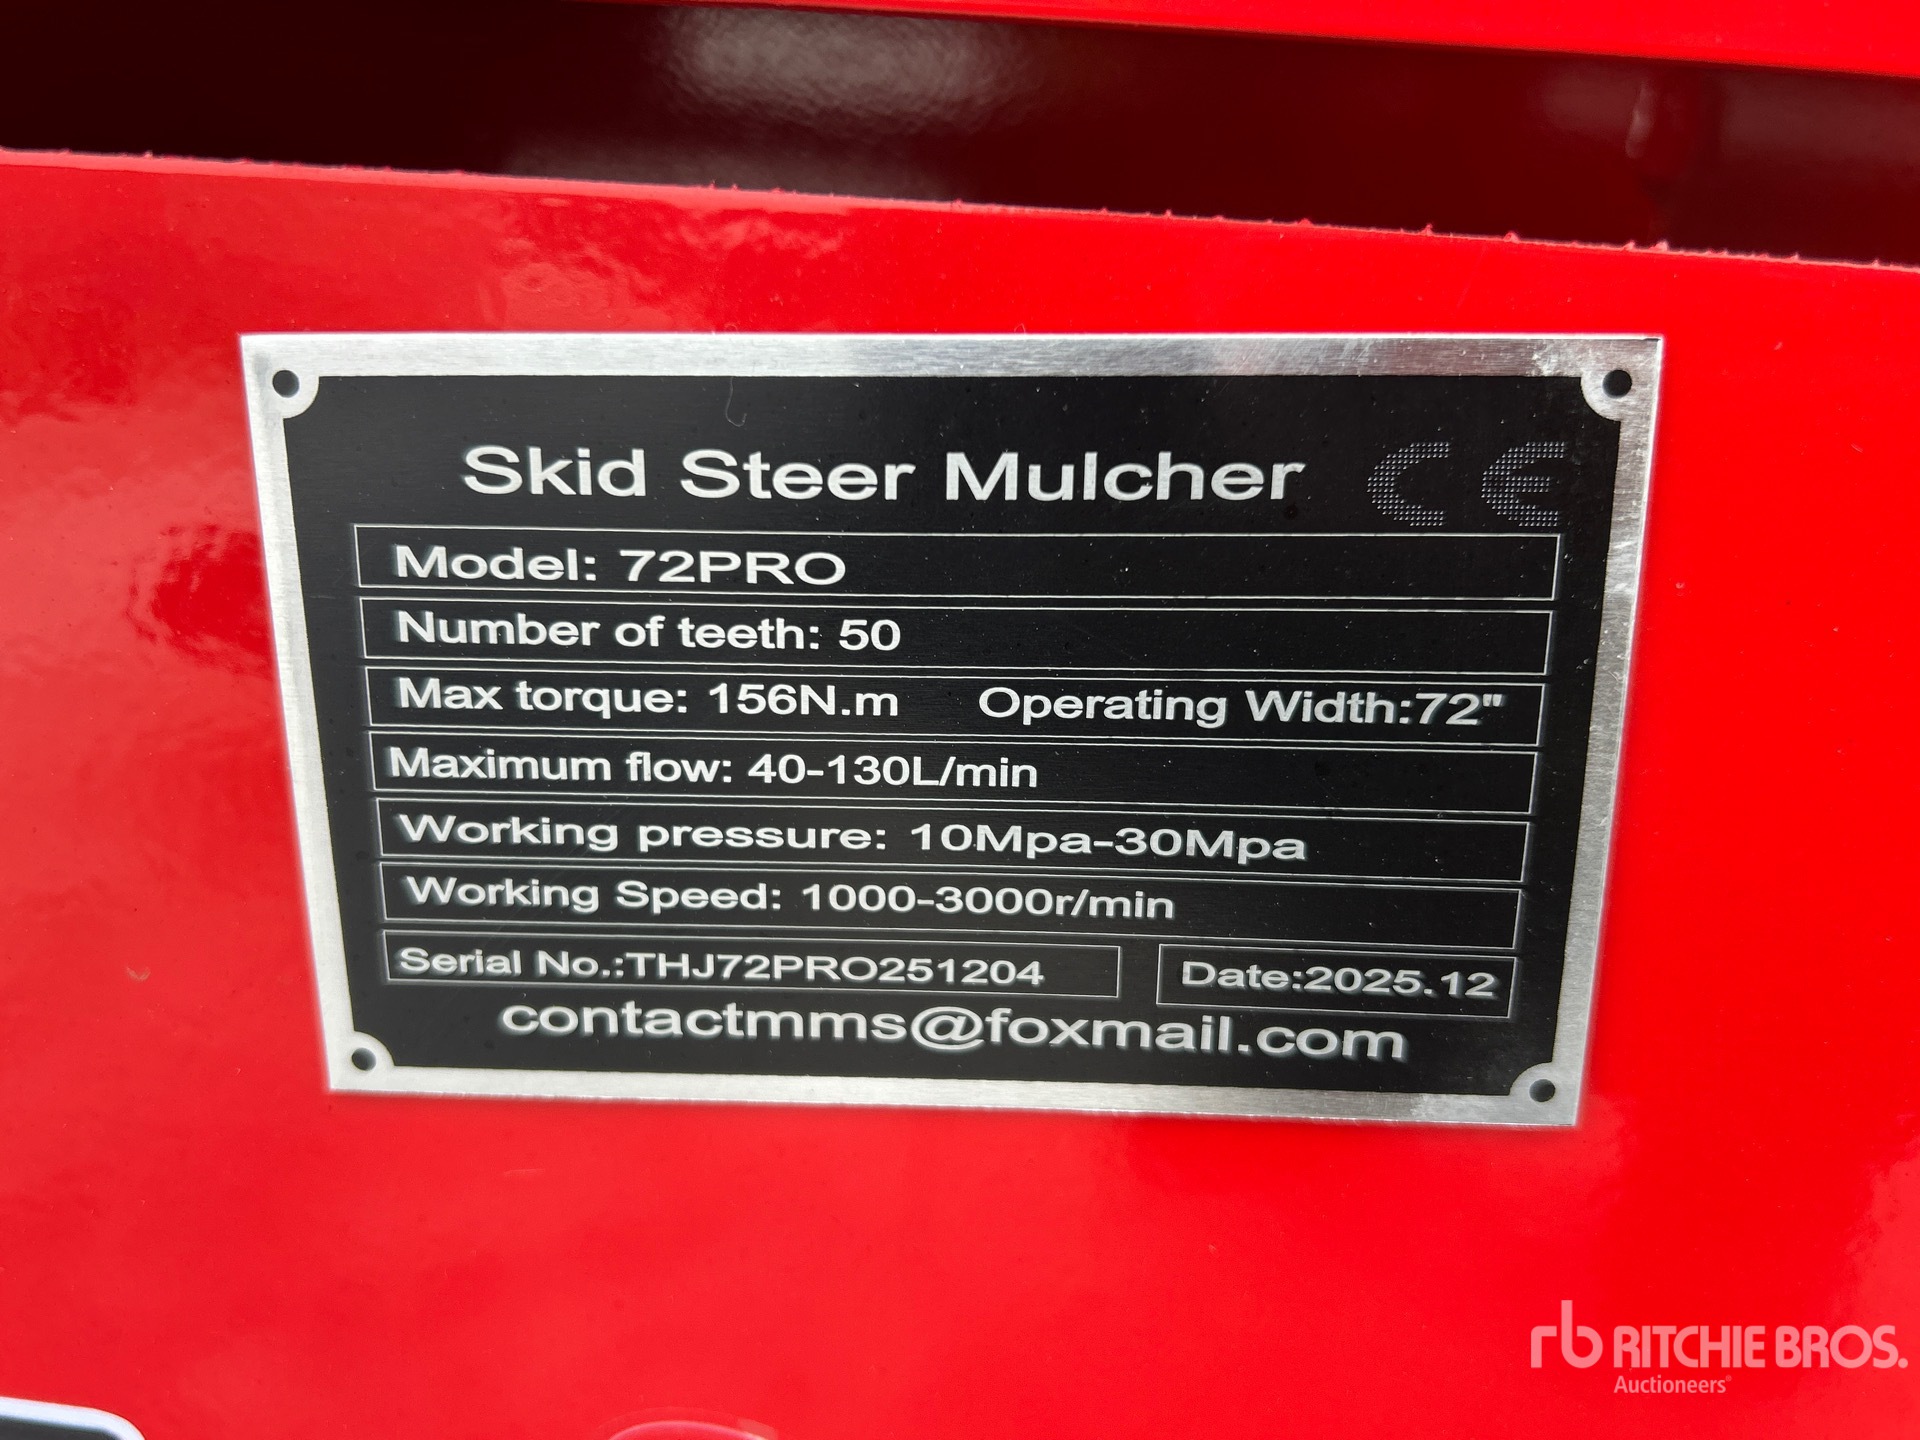 Skid Steer Mulcher CE
Model: 72PRO
Number of teeth: 50
Max torque: 156N.m Operating Width:72"
Maximum flow: 40-130L/min
Working pressure: 10Mpa-30Mpa
Working Speed: 1000-3000r/min
Serial No.:THJ72PRO251204 Date:2025.12
contactmms@foxmail.com
rb RITCHIE BROS.
Auctioneers®